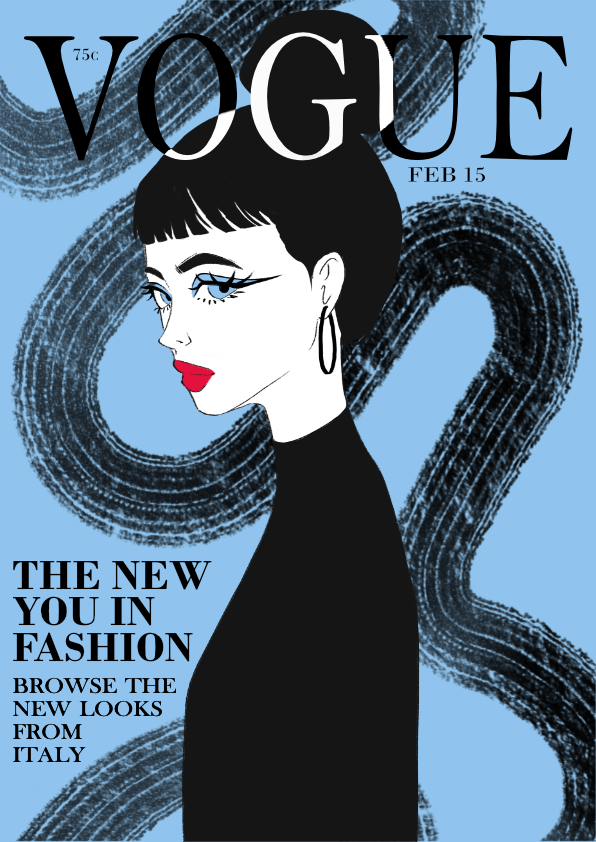 VOGUE
75c
FEB 15
THE NEW
YOU IN
FASHION
BROWSE THE
NEW LOOKS
FROM
ITALY